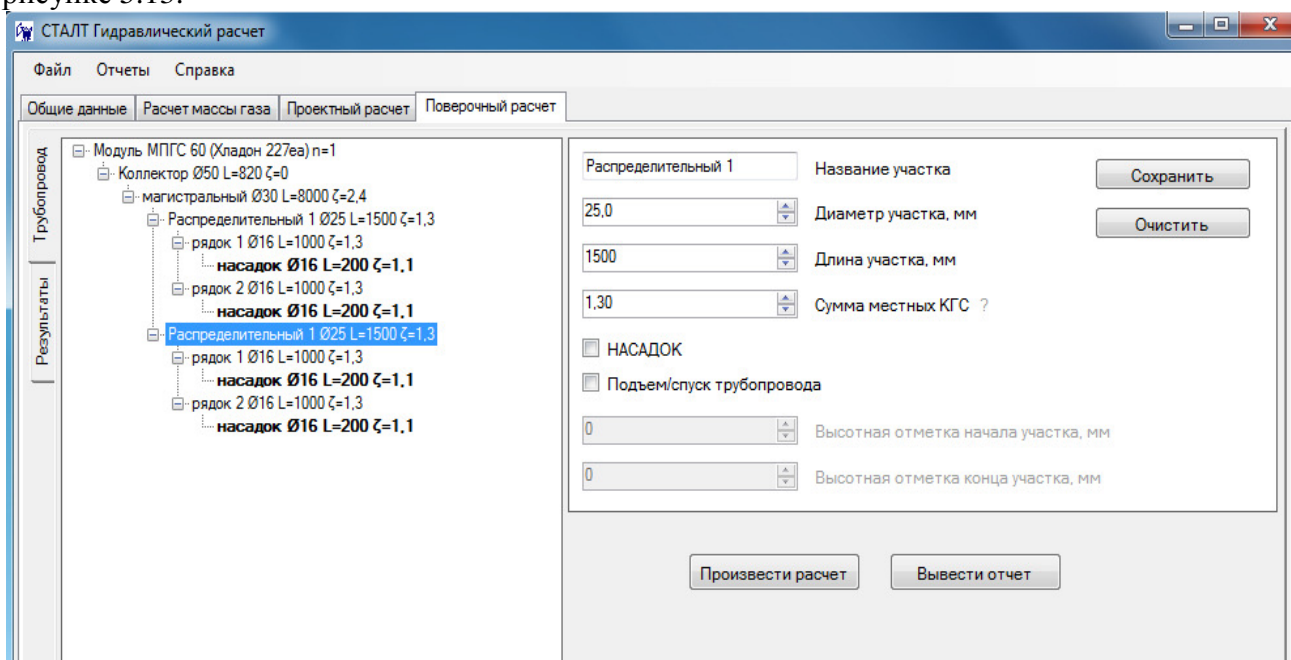 рисунке 3.13.
СТАЛТ Гидравлический расчет
Файл Отчеты Справка
Общие данные Расчет массы газа Проектный расчет Поверочный расчет
Трубопровод
Результаты
Модуль МПГС 60 (Хладон 227еа) n=1
Коллектор Ø50 L=820 ζ=0
магистральный Ø30 L=8000 ζ=2,4
Распределительный 1 Ø25 L=1500 ζ=1,3
рядок 1 Ø16 L=1000 ζ=1,3
насадок Ø16 L=200 ζ=1,1
рядок 2 Ø16 L=1000 ζ=1,3
насадок Ø16 L=200 ζ=1,1
Распределительный 1 Ø25 L=1500 ζ=1,3
рядок 1 Ø16 L=1000 ζ=1,3
насадок Ø16 L=200 ζ=1,1
рядок 2 Ø16 L=1000 ζ=1,3
насадок Ø16 L=200 ζ=1,1
Распределительный 1 Название участка Сохранить
25,0 Диаметр участка, мм Очистить
1500 Длина участка, мм
1,30 Сумма местных КГС ?
НАСАДОК
Подъем/спуск трубопровода
0 Высотная отметка начала участка, мм
0 Высотная отметка конца участка, мм
Произвести расчет Вывести отчет